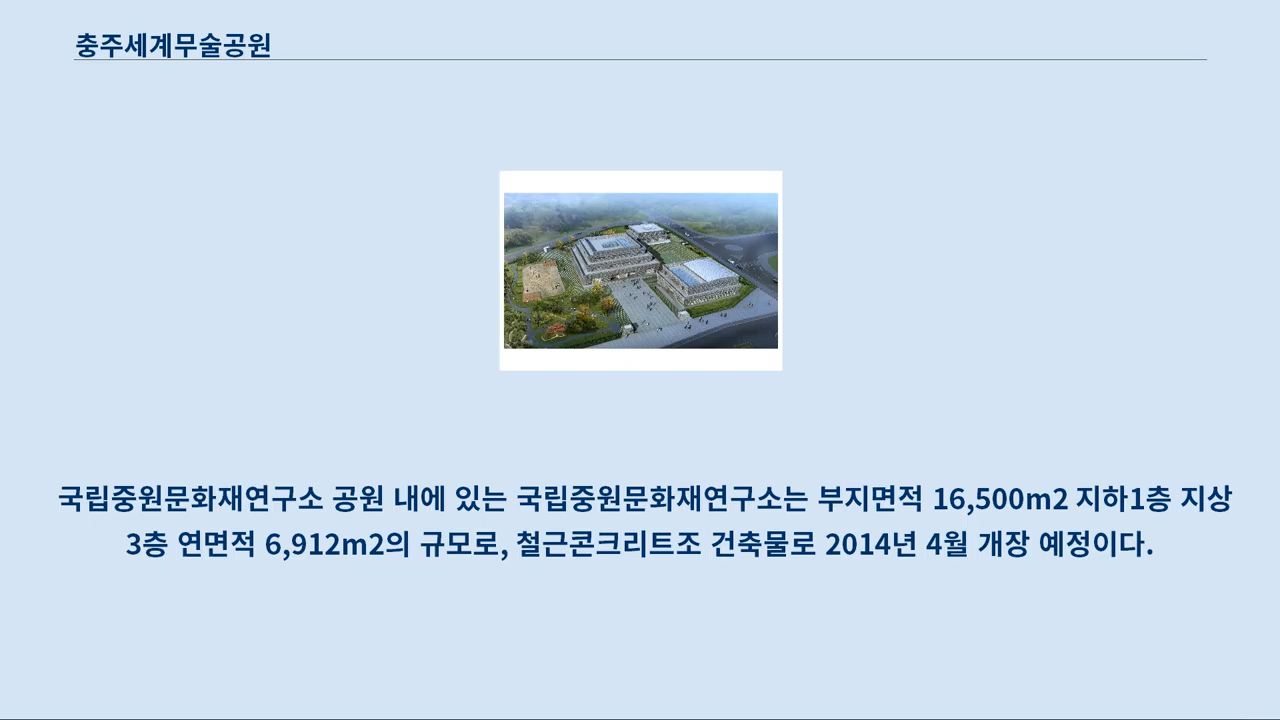 충주세계무술공원
국립중원문화재연구소 공원 내에 있는 국립중원문화재연구소는 부지면적 16,500m2 지하1층 지상
3층 연면적 6,912m2의 규모로, 철근콘크리트조 건축물로 2014년 4월 개장 예정이다.